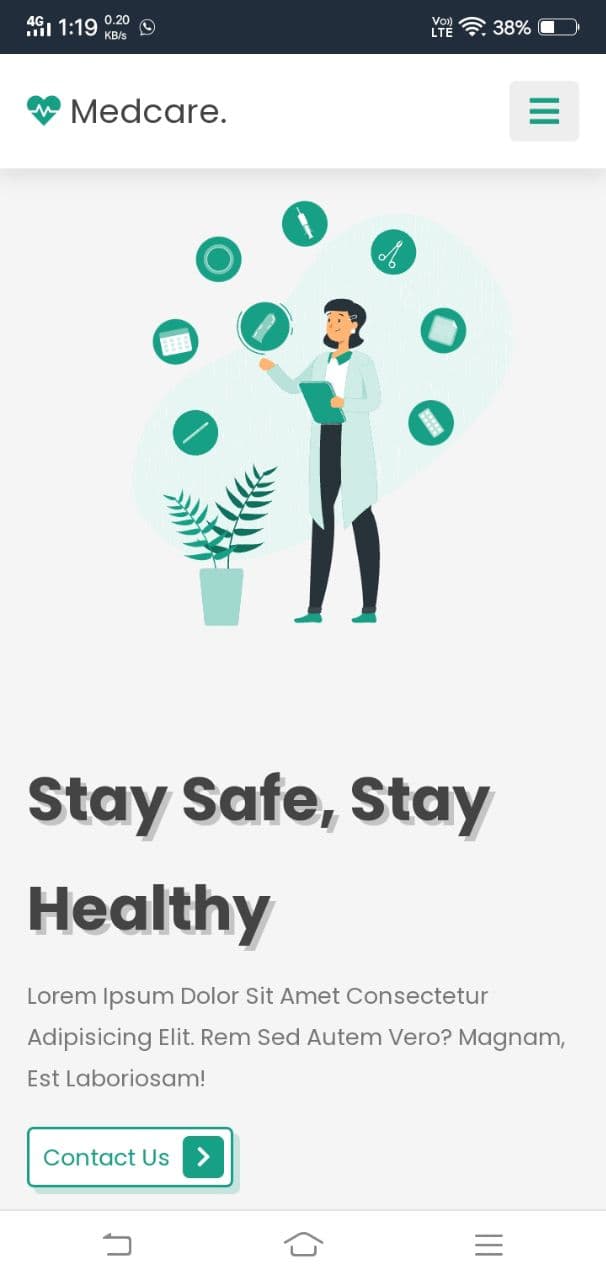 4G 1:19 0.20 KB/s Vo)) LTE 38%
Medcare.
Stay Safe, Stay
Healthy
Lorem Ipsum Dolor Sit Amet Consectetur
Adipisicing Elit. Rem Sed Autem Vero? Magnam,
Est Laboriosam!
Contact Us